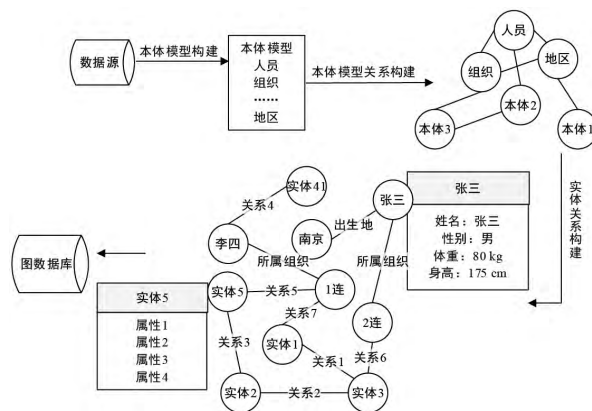 数据源
本体模型构建
本体模型
人员
组织
……
地区
本体模型关系构建
人员
组织
地区
本体3
本体2
本体1
实体关系构建
实体41
关系4
李四
南京
出生地
张三
张三
姓名：张三
性别：男
体重：80 kg
身高：175 cm
所属组织
所属组织
图数据库
实体5
属性1
属性2
属性3
属性4
实体5
关系5
1连
关系7
2连
关系3
实体1
关系1
关系6
实体2
关系2
实体3